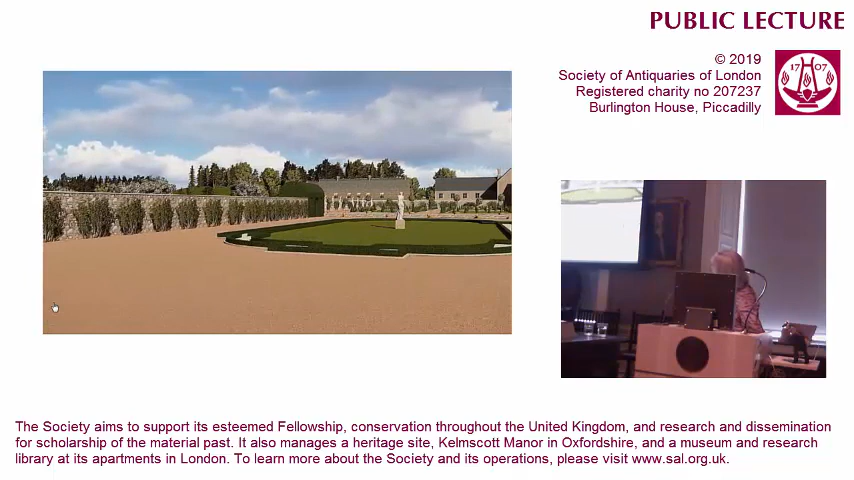 PUBLIC LECTURE
© 2019
Society of Antiquaries of London
Registered charity no 207237
Burlington House, Piccadilly
1707
The Society aims to support its esteemed Fellowship, conservation throughout the United Kingdom, and research and dissemination
for scholarship of the material past. It also manages a heritage site, Kelmscott Manor in Oxfordshire, and a museum and research
library at its apartments in London. To learn more about the Society and its operations, please visit www.sal.org.uk.